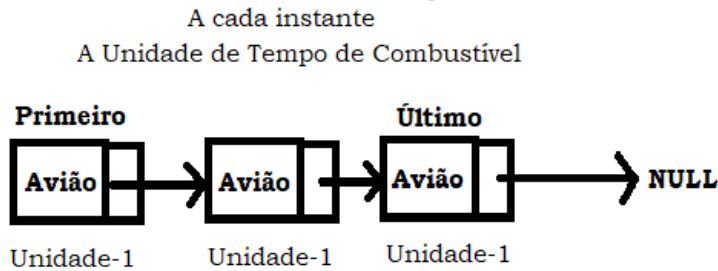 A cada instante
A Unidade de Tempo de Combustível
Primeiro
Último
Avião
Avião
Avião
NULL
Unidade-1
Unidade-1
Unidade-1